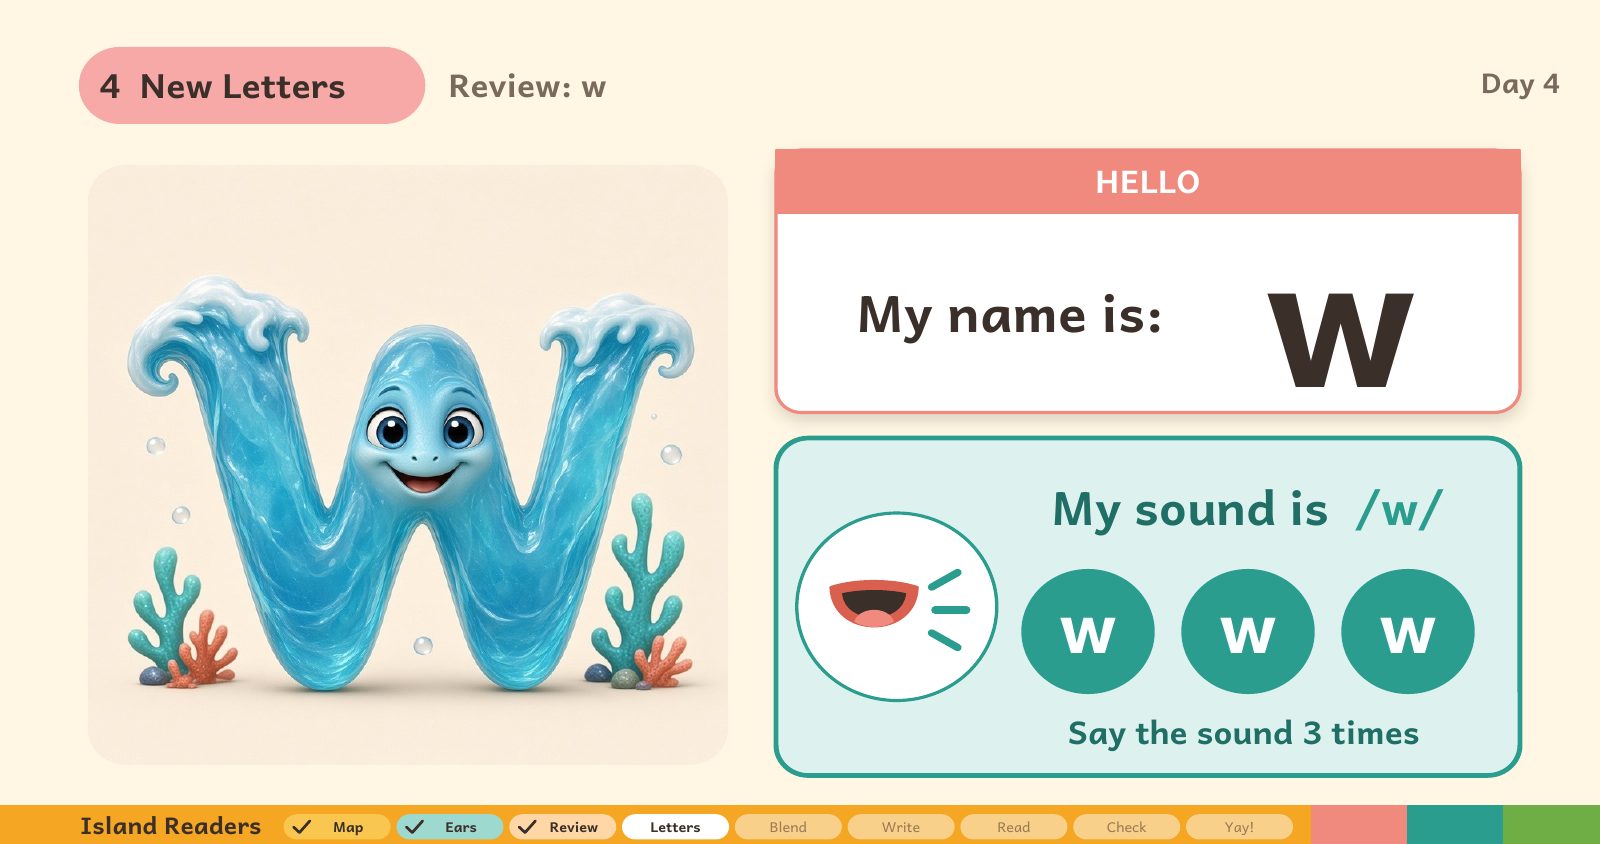 4 New Letters
Review: w
Day 4
HELLO
My name is: w
My sound is /w/
w w w
Say the sound 3 times
Island Readers
Map
Ears
Review
Letters
Blend
Write
Read
Check
Yay!